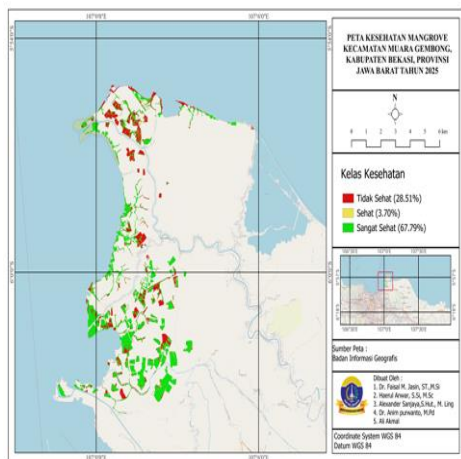 PETA KESEHATAN MANGROVE
KECAMATAN MUARA GEMBONG,
KABUPATEN BEKASI, PROVINSI
JAWA BARAT TAHUN 2025
N
0 1 2 3 4 5 6 km
Kelas Kesehatan
Tidak Sehat (28.51%)
Sehat (3.70%)
Sangat Sehat (67.79%)
Sumber Peta :
Badan Informasi Geografis
Dibuat Oleh :
1. Dr. Faisal M. Jasin, ST.,M.Si
2. Haerul Anwar, S.Si, M.Sc
3. Alexander Sanjaya,S.Hut., M. Ling
4. Dr. Anim purwanto, M.Pd
5. Ali Akmal
Coordinate System WGS 84
Datum WGS 84